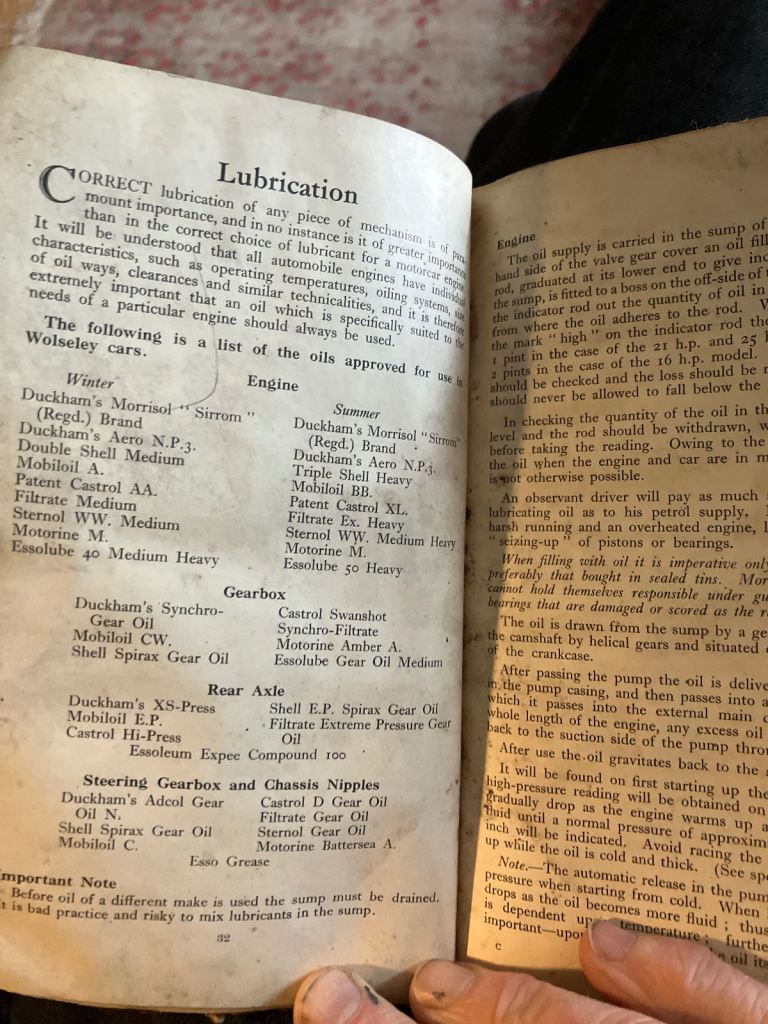 Lubrication
CORRECT lubrication of any piece of mechanism is of para-
mount importance, and in no instance is it of greater importance
than in the correct choice of lubricant for a motorcar engine.
It will be understood that all automobile engines have individual
characteristics, such as operating temperatures, oiling systems, size
of oil ways, clearances and similar technicalities, and it is therefore
extremely important that an oil which is specifically suited to the
needs of a particular engine should always be used.
The following is a list of the oils approved for use in
Wolseley cars.
Engine
Winter
Duckham's Morrisol "Sirrom"
(Regd.) Brand
Duckham's Aero N.P.3.
Double Shell Medium
Mobiloil A.
Patent Castrol AA.
Filtrate Medium
Sternol WW. Medium
Motorine M.
Essolube 40 Medium Heavy
Summer
Duckham's Morrisol "Sirrom"
(Regd.) Brand
Duckham's Aero N.P.3.
Triple Shell Heavy
Mobiloil BB.
Patent Castrol XL.
Filtrate Ex. Heavy
Sternol WW. Medium Heavy
Motorine M.
Essolube 50 Heavy
Gearbox
Duckham's Synchro-
Gear Oil
Mobiloil CW.
Shell Spirax Gear Oil
Castrol Swanshot
Synchro-Filtrate
Motorine Amber A.
Essolube Gear Oil Medium
Rear Axle
Duckham's XS-Press
Mobiloil E.P.
Castrol Hi-Press
Shell E.P. Spirax Gear Oil
Filtrate Extreme Pressure Gear
Oil
Essoleum Expee Compound 100
Steering Gearbox and Chassis Nipples
Duckham's Adcol Gear
Oil N.
Shell Spirax Gear Oil
Mobiloil C.
Castrol D Gear Oil
Filtrate Gear Oil
Sternol Gear Oil
Motorine Battersea A.
Esso Grease
Important Note
Before oil of a different make is used the sump must be drained.
It is bad practice and risky to mix lubricants in the sump.
32
Engine
The oil supply is carried in the sump of
hand side of the valve gear cover an oil fill
rod, graduated at its lower end to give ind
the sump, is fitted to a boss on the off-side of
the indicator rod out the quantity of oil in
from where the oil adheres to the rod. W
the mark "high" on the indicator rod the
1 pint in the case of the 21 h.p. and 25 h
2 pints in the case of the 16 h.p. model.
should be checked and the loss should be
should never be allowed to fall below the
In checking the quantity of the oil in th
level and the rod should be withdrawn, w
before taking the reading. Owing to the
the oil when the engine and car are in m
is not otherwise possible.
An observant driver will pay as much
lubricating oil as to his petrol supply.
harsh running and an overheated engine, l
"seizing-up" of pistons or bearings.
When filling with oil it is imperative only
preferably that bought in sealed tins. Mor
cannot hold themselves responsible under gu
bearings that are damaged or scored as the r
The oil is drawn from the sump by a ge
the camshaft by helical gears and situated
of the crankcase.
After passing the pump the oil is delive
in the pump casing, and then passes into a
which it passes into the external main
whole length of the engine, any excess oil
back to the suction side of the pump throu
After use the oil gravitates back to the
It will be found on first starting up the
high-pressure reading will be obtained on
gradually drop as the engine warms up a
fluid until a normal pressure of approxim
inch will be indicated. Avoid racing the
up while the oil is cold and thick. (See spe
Note.—The automatic release in the pum
pressure when starting from cold. When
drops as the oil becomes more fluid; thus
is dependent temperature; furthe
important—upo oil its
C